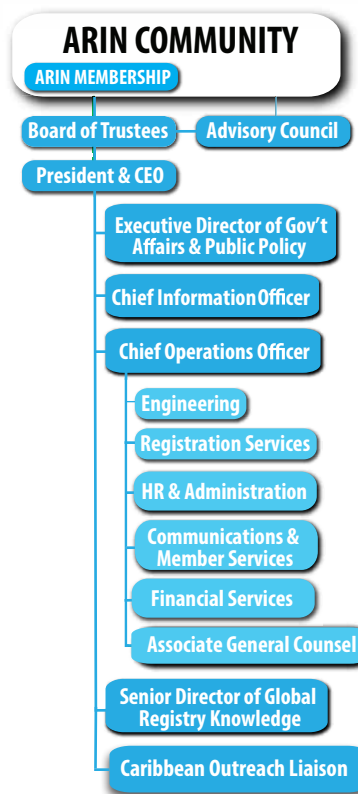 ARIN COMMUNITY
ARIN MEMBERSHIP
Board of Trustees
Advisory Council
President & CEO
Executive Director of Gov't
Affairs & Public Policy
Chief Information Officer
Chief Operations Officer
Engineering
Registration Services
HR & Administration
Communications &
Member Services
Financial Services
Associate General Counsel
Senior Director of Global
Registry Knowledge
Caribbean Outreach Liaison